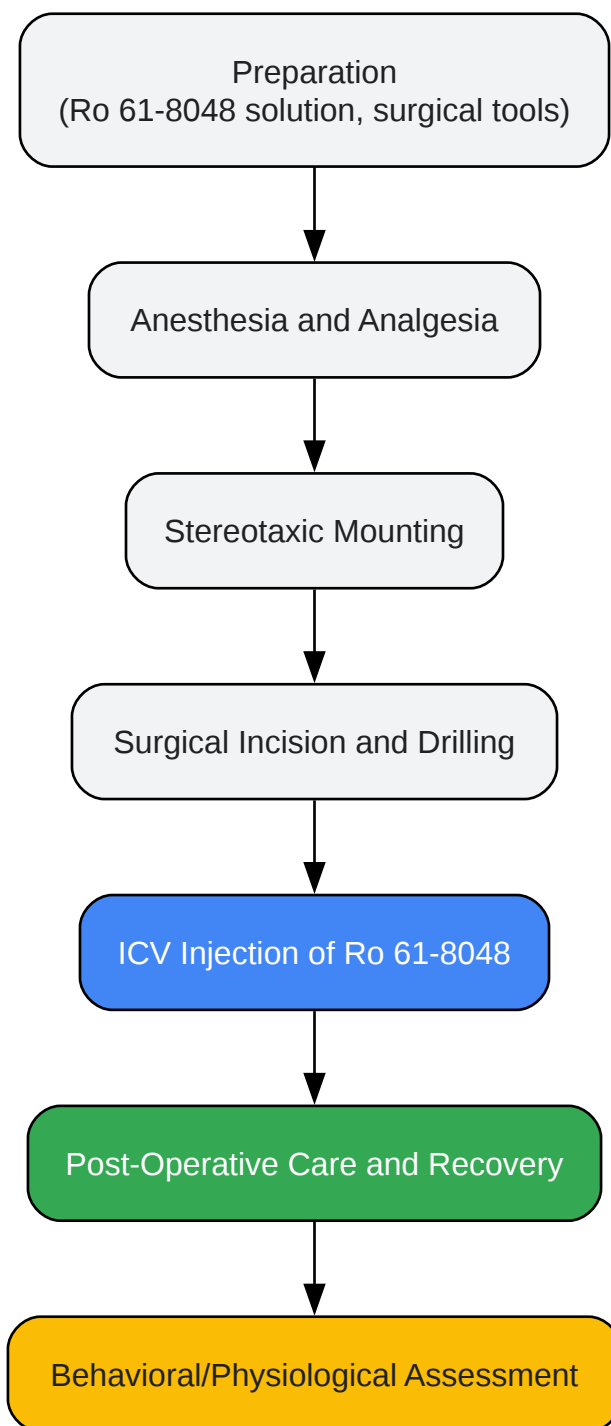 Preparation
(Ro 61-8048 solution, surgical tools)
Anesthesia and Analgesia
Stereotaxic Mounting
Surgical Incision and Drilling
ICV Injection of Ro 61-8048
Post-Operative Care and Recovery
Behavioral/Physiological Assessment